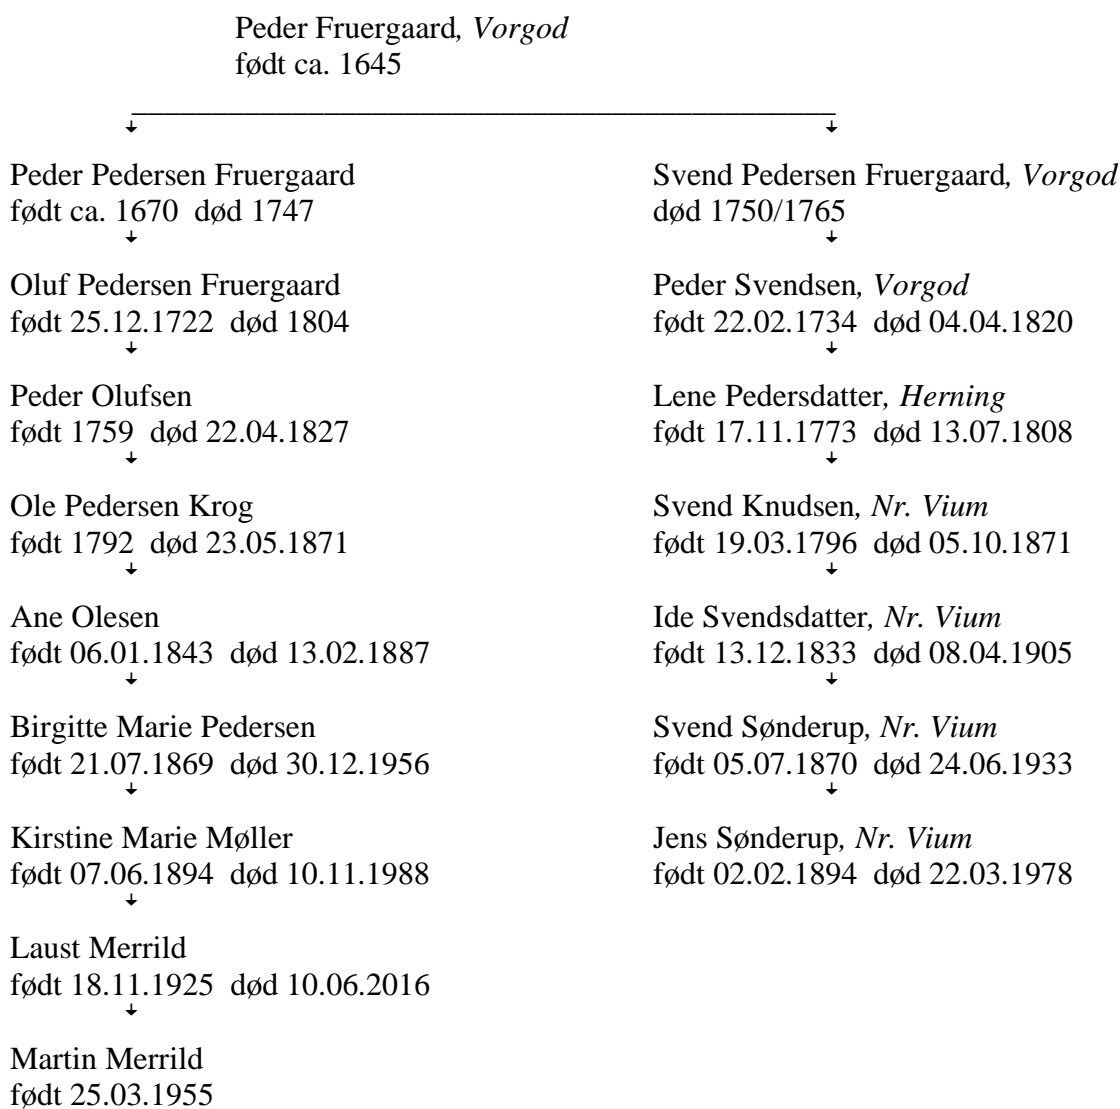 Peder Fruergaard, Vorgod
født ca. 1645
Peder Pedersen Fruergaard
født ca. 1670 død 1747
Oluf Pedersen Fruergaard
født 25.12.1722 død 1804
Peder Olufsen
født 1759 død 22.04.1827
Ole Pedersen Krog
født 1792 død 23.05.1871
Ane Olesen
født 06.01.1843 død 13.02.1887
Birgitte Marie Pedersen
født 21.07.1869 død 30.12.1956
Kirstine Marie Møller
født 07.06.1894 død 10.11.1988
Laust Merrild
født 18.11.1925 død 10.06.2016
Martin Merrild
født 25.03.1955
Svend Pedersen Fruergaard, Vorgod
død 1750/1765
Peder Svendsen, Vorgod
født 22.02.1734 død 04.04.1820
Lene Pedersdatter, Herning
født 17.11.1773 død 13.07.1808
Svend Knudsen, Nr. Vium
født 19.03.1796 død 05.10.1871
Ide Svendsdatter, Nr. Vium
født 13.12.1833 død 08.04.1905
Svend Sønderup, Nr. Vium
født 05.07.1870 død 24.06.1933
Jens Sønderup, Nr. Vium
født 02.02.1894 død 22.03.1978